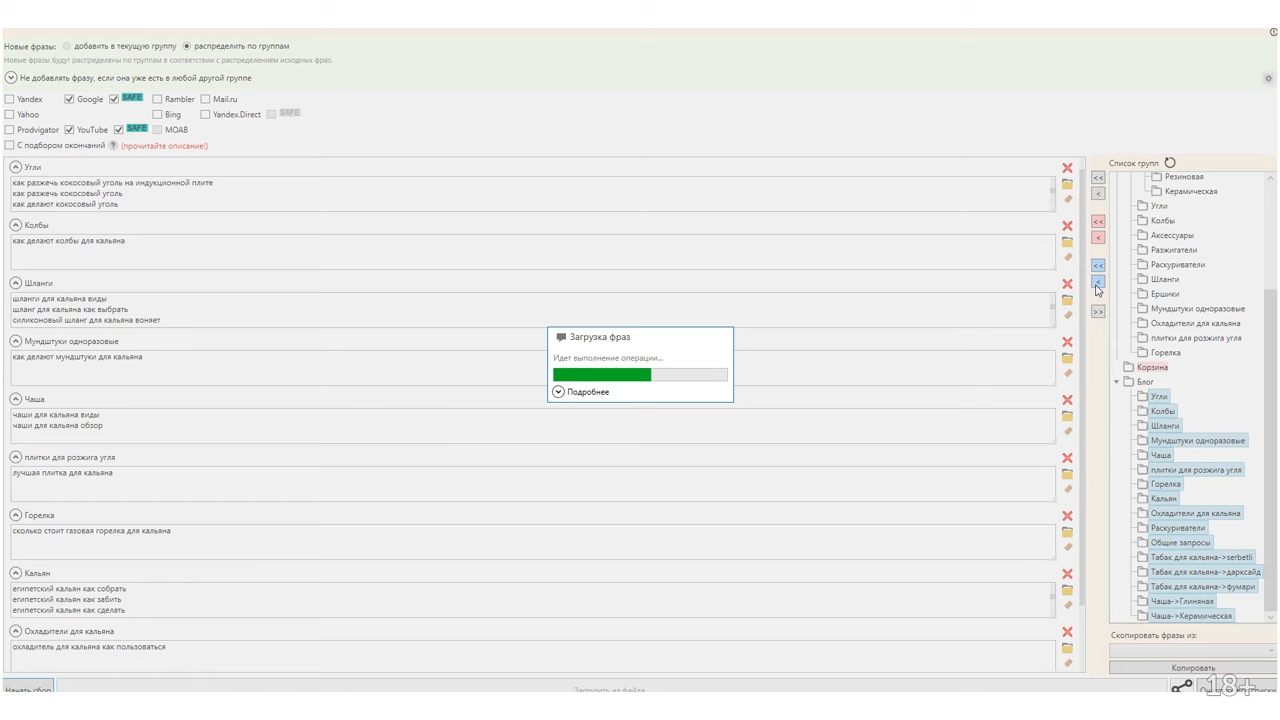 Новые фразы: добавить в текущую группу распределить по группам
Новые фразы будут распределены по группам в соответствии с распределением исходных фраз.
Не добавлять фразу, если она уже есть в любой другой группе
Yandex Google SAFE Rambler Mail.ru
Yahoo Bing Yandex.Direct SAFE
Prodvigator YouTube SAFE MOAB
С подбором окончаний ? (прочитайте описание!)
Угли
как разжечь кокосовый уголь на индукционной плите
как разжечь кокосовый уголь
как делают кокосовый уголь
Колбы
как делают колбы для кальяна
Шланги
шланги для кальяна виды
шланг для кальяна как выбрать
силиконовый шланг для кальяна воняет
Мундштуки одноразовые
как делают мундштуки для кальяна
Чаша
чаши для кальяна виды
чаши для кальяна обзор
плитки для розжига угля
лучшая плитка для кальяна
Горелка
сколько стоит газовая горелка для кальяна
Кальян
египетский кальян как собрать
египетский кальян как забить
египетский кальян как сделать
Охладители для кальяна
охладитель для кальяна как пользоваться
Начать сбор
Загрузить из файла
Загрузка фраз
Идет выполнение операции...
Подробнее
<<
<
<<
<
<<
<
>>
Список групп
Резиновая
Керамическая
Угли
Колбы
Аксессуары
Разжигатели
Раскуриватели
Шланги
Ершики
Мундштуки одноразовые
Охладители для кальяна
плитки для розжига угля
Горелка
Корзина
Блог
Угли
Колбы
Шланги
Мундштуки одноразовые
Чаша
плитки для розжига угля
Горелка
Кальян
Охладители для кальяна
Раскуриватели
Общие запросы
Табак для кальяна->serbetli
Табак для кальяна->дарксайд
Табак для кальяна->фумари
Чаша->Глиняная
Чаша->Керамическая
Скопировать фразы из:
Копировать
18+